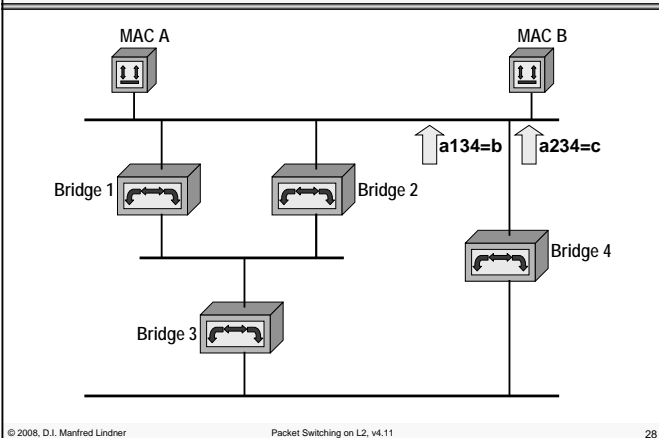 MAC A
MAC B
a134=b
a234=c
Bridge 1
Bridge 2
Bridge 4
Bridge 3
© 2008, D.I. Manfred Lindner
Packet Switching on L2, v4.11
28